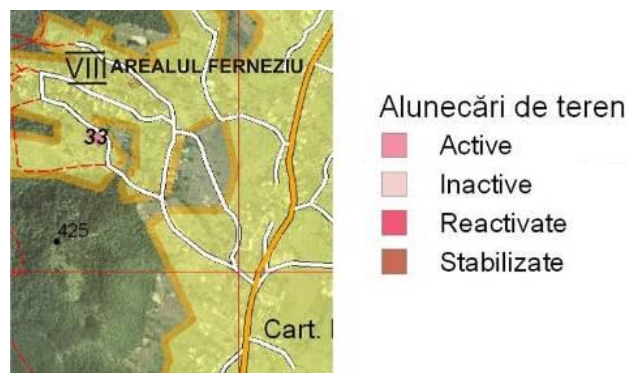 VIII AREALUL FERNEZIU
33
425
Cart.
Alunecări de teren
Active
Inactive
Reactivate
Stabilizate